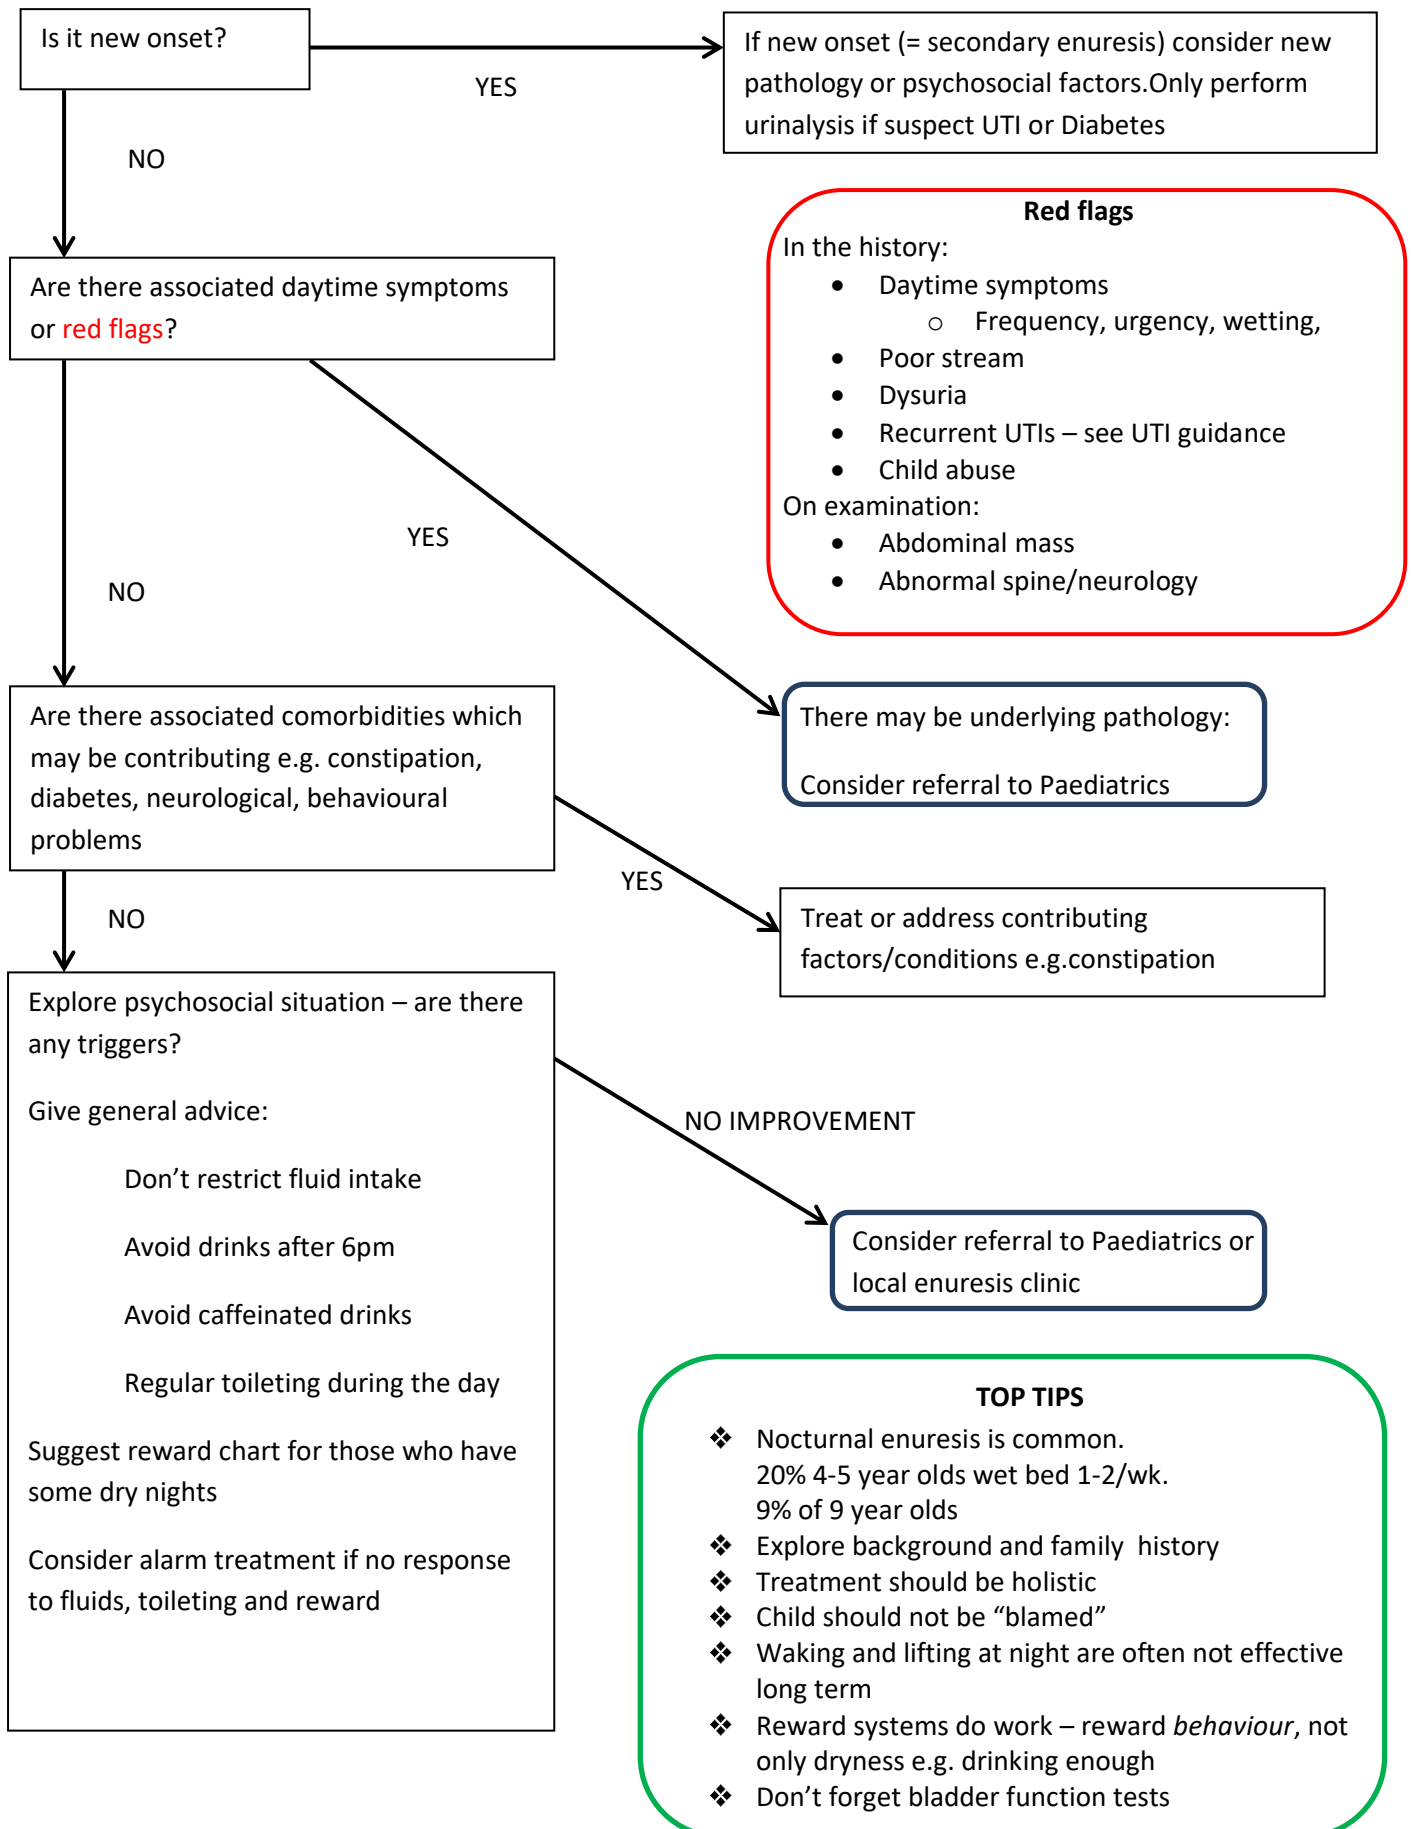 Is it new onset?
YES
If new onset (= secondary enuresis) consider new
pathology or psychosocial factors.Only perform
urinalysis if suspect UTI or Diabetes
NO
Red flags
In the history:
• Daytime symptoms
o Frequency, urgency, wetting,
• Poor stream
• Dysuria
• Recurrent UTIs – see UTI guidance
• Child abuse
On examination:
• Abdominal mass
• Abnormal spine/neurology
Are there associated daytime symptoms
or red flags?
YES
NO
There may be underlying pathology:
Consider referral to Paediatrics
Are there associated comorbidities which
may be contributing e.g. constipation,
diabetes, neurological, behavioural
problems
YES
NO
Treat or address contributing
factors/conditions e.g.constipation
Explore psychosocial situation – are there
any triggers?
Give general advice:
Don’t restrict fluid intake
Avoid drinks after 6pm
Avoid caffeinated drinks
Regular toileting during the day
Suggest reward chart for those who have
some dry nights
Consider alarm treatment if no response
to fluids, toileting and reward
NO IMPROVEMENT
Consider referral to Paediatrics or
local enuresis clinic
TOP TIPS
❖ Nocturnal enuresis is common.
20% 4-5 year olds wet bed 1-2/wk.
9% of 9 year olds
❖ Explore background and family  history
❖ Treatment should be holistic
❖ Child should not be “blamed”
❖ Waking and lifting at night are often not effective
long term
❖ Reward systems do work – reward behaviour, not
only dryness e.g. drinking enough
❖ Don’t forget bladder function tests